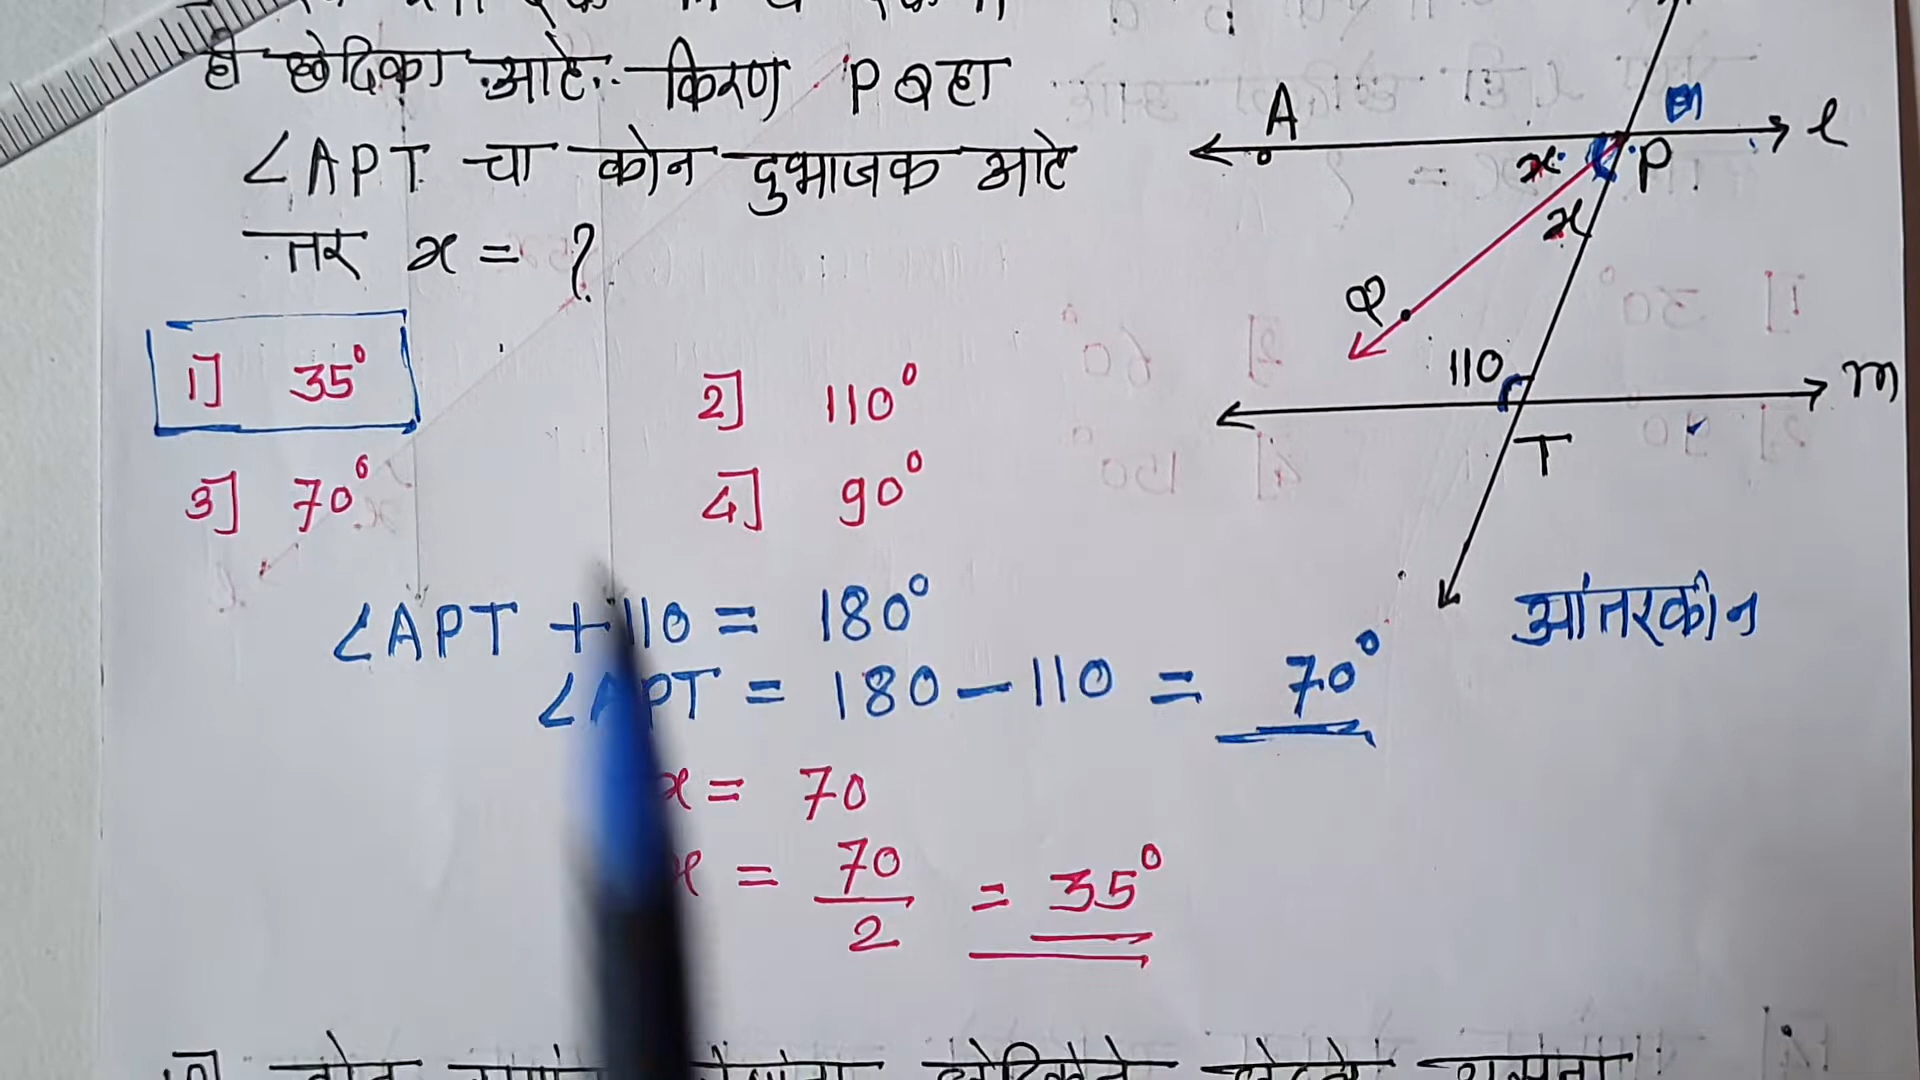 ही छेदिका आहे. किरण PQ हा
∠APT चा कोन दुभाजक आहे
तर x = ?
1] 35° 2] 110°
3] 70° 4] 90°
A l
x P
x
Q
110
m
T
आंतरकोन
∠APT + 110 = 180°
∠APT = 180 - 110 = 70°
x = 70
x = 70/2 = 35°